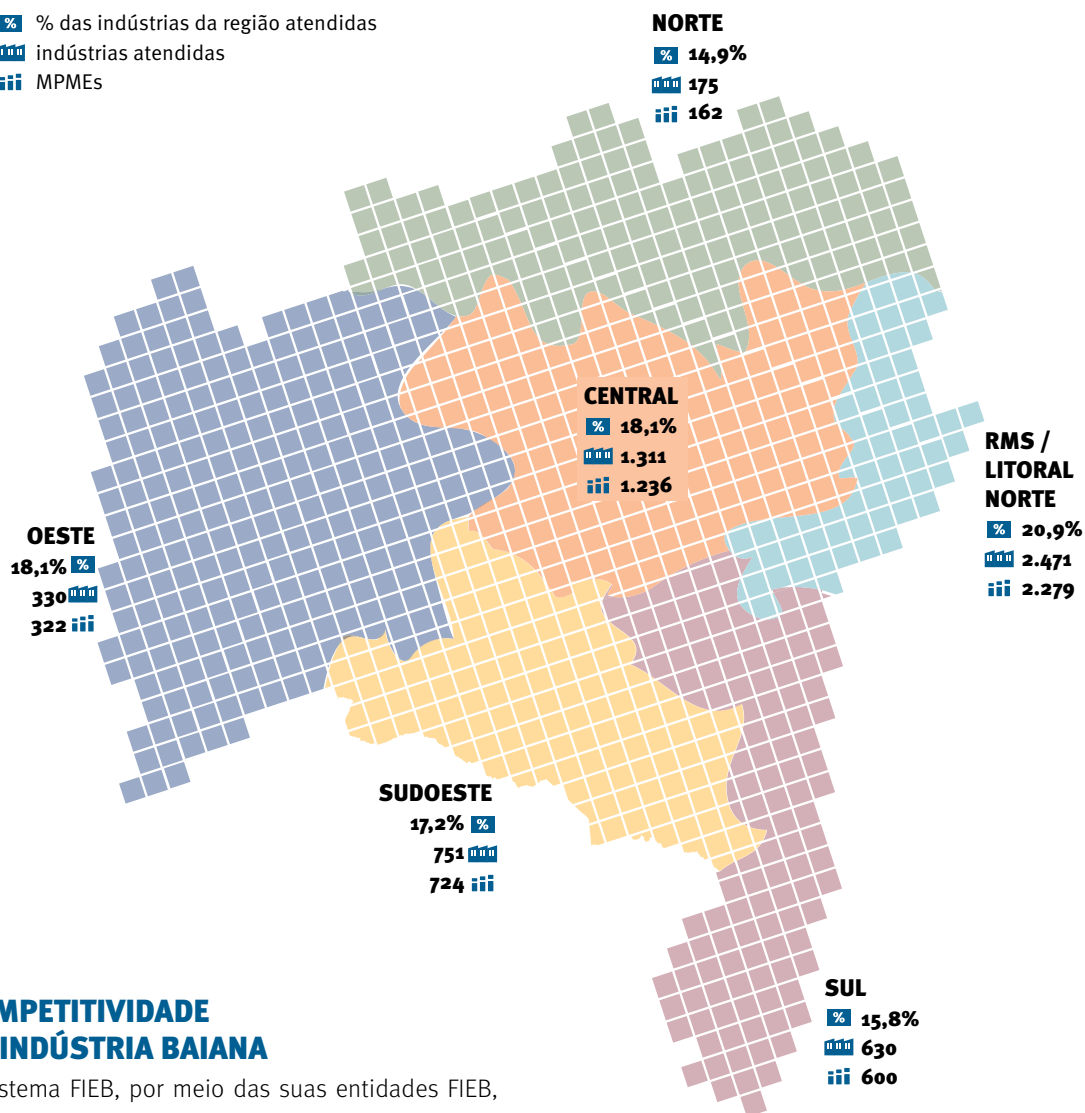 % % das indústrias da região atendidas
indústrias atendidas
MPMEs
NORTE
% 14,9%
175
162
CENTRAL
% 18,1%
1.311
1.236
RMS /
LITORAL
NORTE
% 20,9%
2.471
2.279
OESTE
18,1% %
330
322
SUDOESTE
17,2% %
751
724
SUL
% 15,8%
630
600
MPETITIVIDADE
INDÚSTRIA BAIANA
stema FIEB, por meio das suas entidades FIEB,